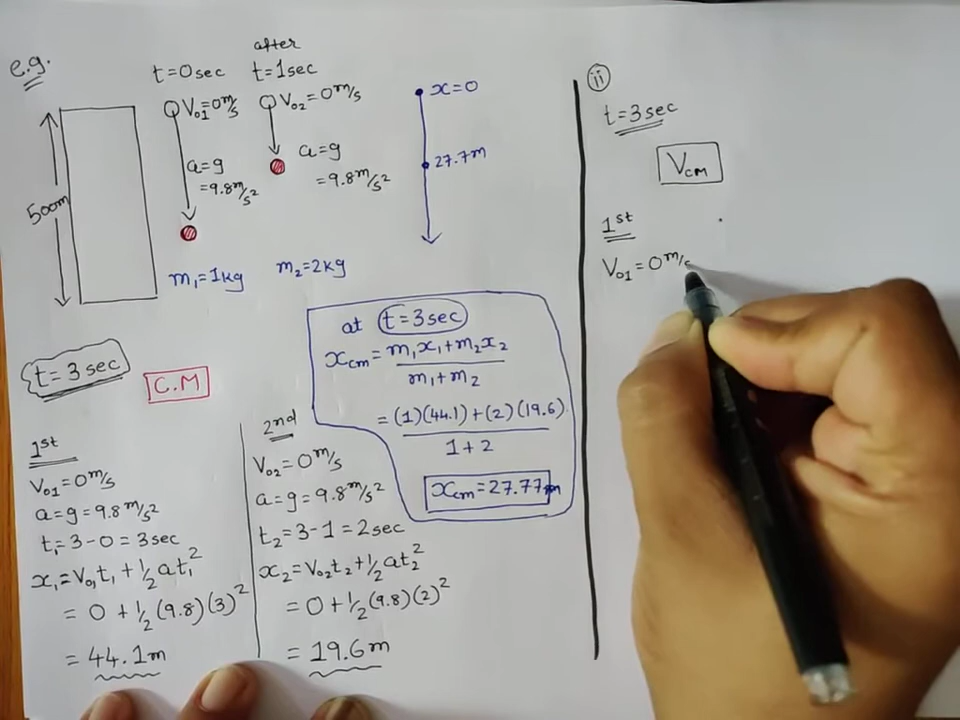 e.g.
after
t=0sec
t=1sec
V₀₁=0m/s
V₀₂=0m/s
x=0
a=g
=9.8m/s²
a=g
=9.8m/s²
27.7m
500m
m₁=1kg
m₂=2kg
t=3sec
C.M
1st
V₀₁=0m/s
a=g=9.8m/s²
t₁=3-0=3sec
x₁=V₀₁t₁+½at₁²
=0+½(9.8)(3)²
=44.1m
2nd
V₀₂=0m/s
a=g=9.8m/s²
t₂=3-1=2sec
x₂=V₀₂t₂+½at₂²
=0+½(9.8)(2)²
=19.6m
at t=3sec
xcm=m₁x₁+m₂x₂
m₁+m₂
=(1)(44.1)+(2)(19.6)
1+2
xcm=27.77m
ii
t=3sec
VCM
1st
V₀₁=0m/s